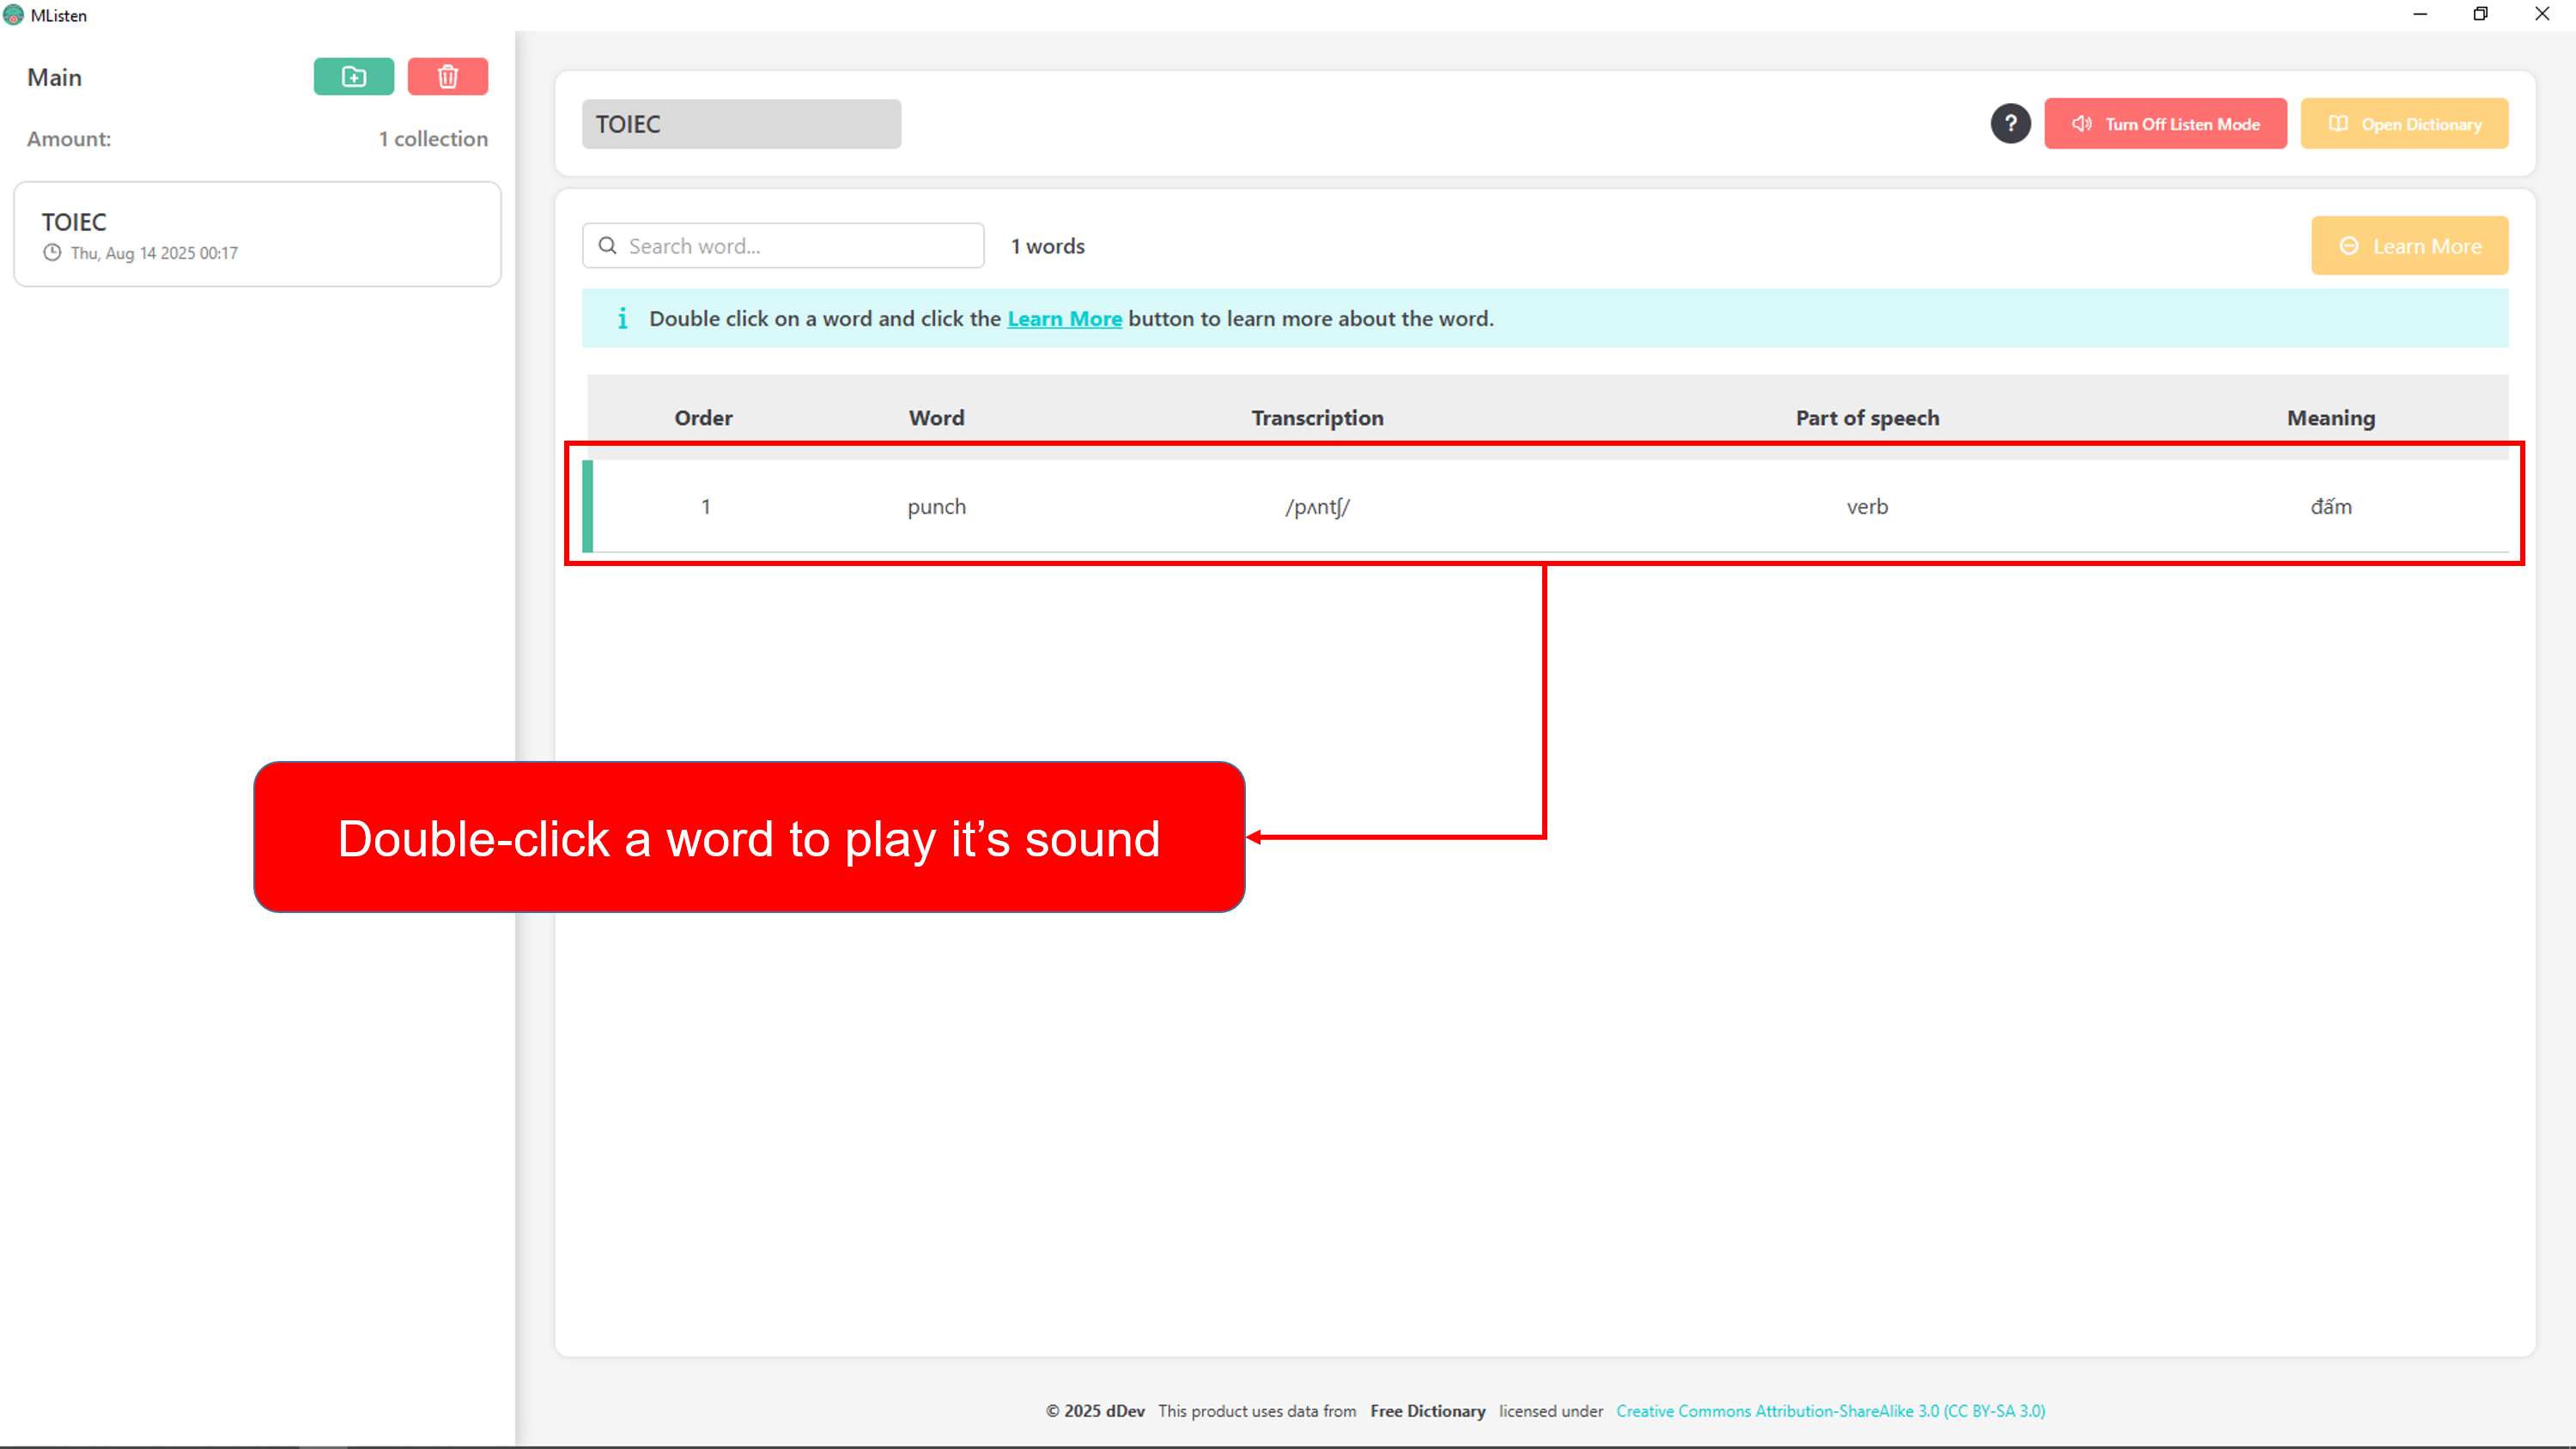 MListen
Main
Amount: 1 collection
TOIEC
Thu, Aug 14 2025 00:17
TOIEC
? Turn Off Listen Mode Open Dictionary
Search word... 1 words Learn More
Double click on a word and click the Learn More button to learn more about the word.
Order Word Transcription Part of speech Meaning
1 punch /pʌntʃ/ verb đấm
Double-click a word to play it’s sound
© 2025 dDev This product uses data from Free Dictionary licensed under Creative Commons Attribution-ShareAlike 3.0 (CC BY-SA 3.0)